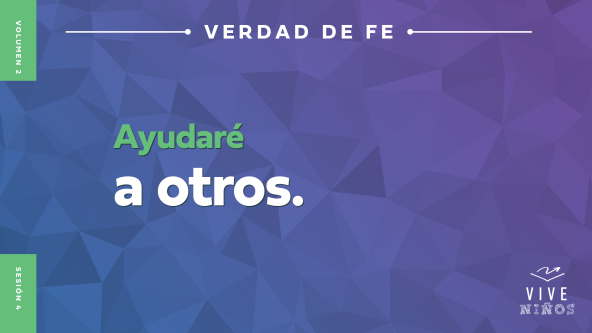 VOLUMEN 2
VERDAD DE FE
Ayudaré
a otros.
SESIÓN 4
VIVE
NIÑOS